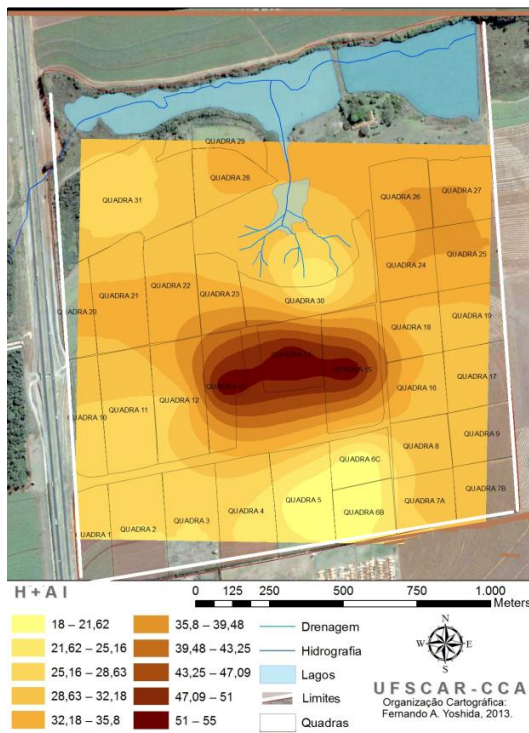 QUADRA 29
QUADRA 28
QUADRA 31
QUADRA 26
QUADRA 27
QUADRA 24
QUADRA 25
QUADRA 22
QUADRA 21
QUADRA 23
QUADRA 20
QUADRA 30
QUADRA 19
QUADRA 18
QUADRA 15
QUADRA 17
QUADRA 16
QUADRA 12
QUADRA 11
QUADRA 10
QUADRA 9
QUADRA 8
QUADRA 6C
QUADRA 7B
QUADRA 7A
QUADRA 5
QUADRA 6B
QUADRA 4
QUADRA 3
QUADRA 2
QUADRA 1
H+Al
0 125 250 500 750 1.000
Meters
18 – 21,62
21,62 – 25,16
25,16 – 28,63
28,63 – 32,18
32,18 – 35,8
35,8 – 39,48
39,48 – 43,25
43,25 – 47,09
47,09 – 51
51 – 55
Drenagem
Hidrografia
Lagos
Limites
Quadras
N
W E
S
UFSCAR-CCA
Organização Cartográfica:
Fernando A. Yoshida, 2013.